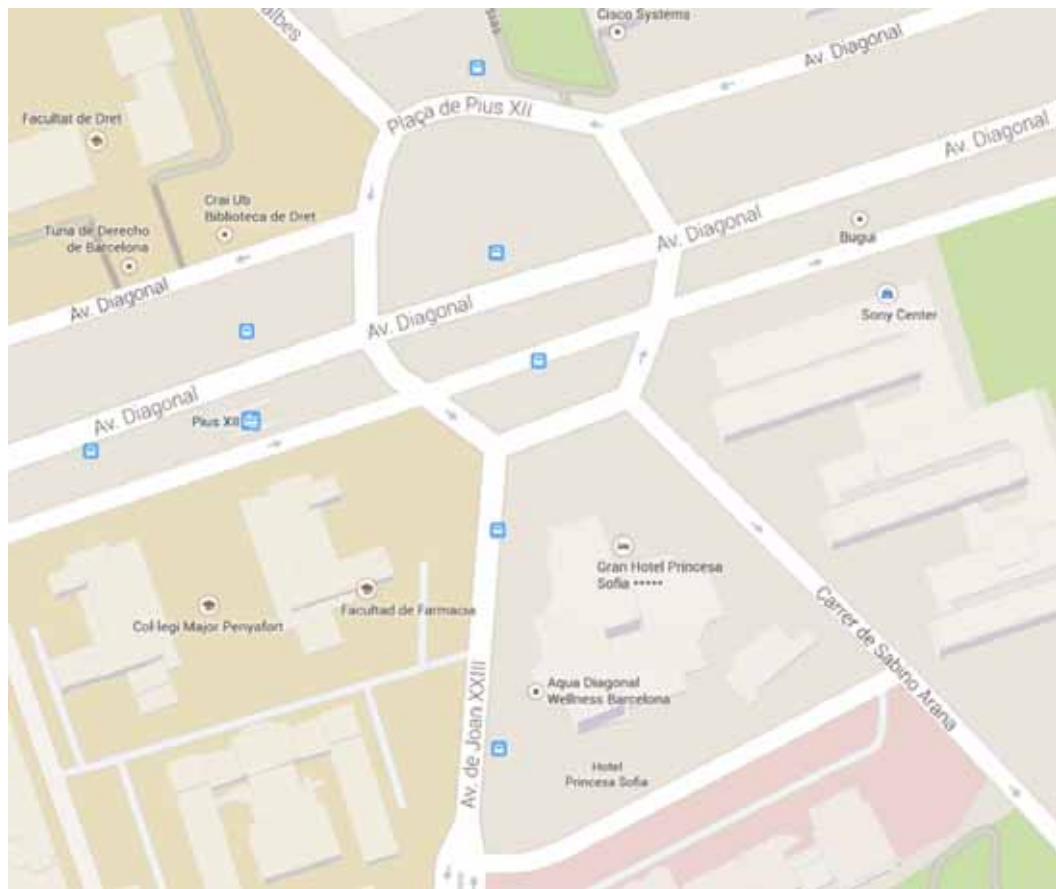 albes
Cisco Systems
Av. Diagonal
Plaça de Pius XII
Facultat de Dret
Av. Diagonal
Crai Ub
Biblioteca de Dret
Tuna de Derecho
de Barcelona
Av. Diagonal
Bugui
Av. Diagonal
Sony Center
Av. Diagonal
Av. Diagonal
Pius XII
Gran Hotel Princesa
Sofia •••••
Col·legi Major Penyafort
Facultad de Farmacia
Carrer de Sabino Arana
Av. de Joan XXIII
Aqua Diagonal
Wellness Barcelona
Hotel
Princesa Sofia